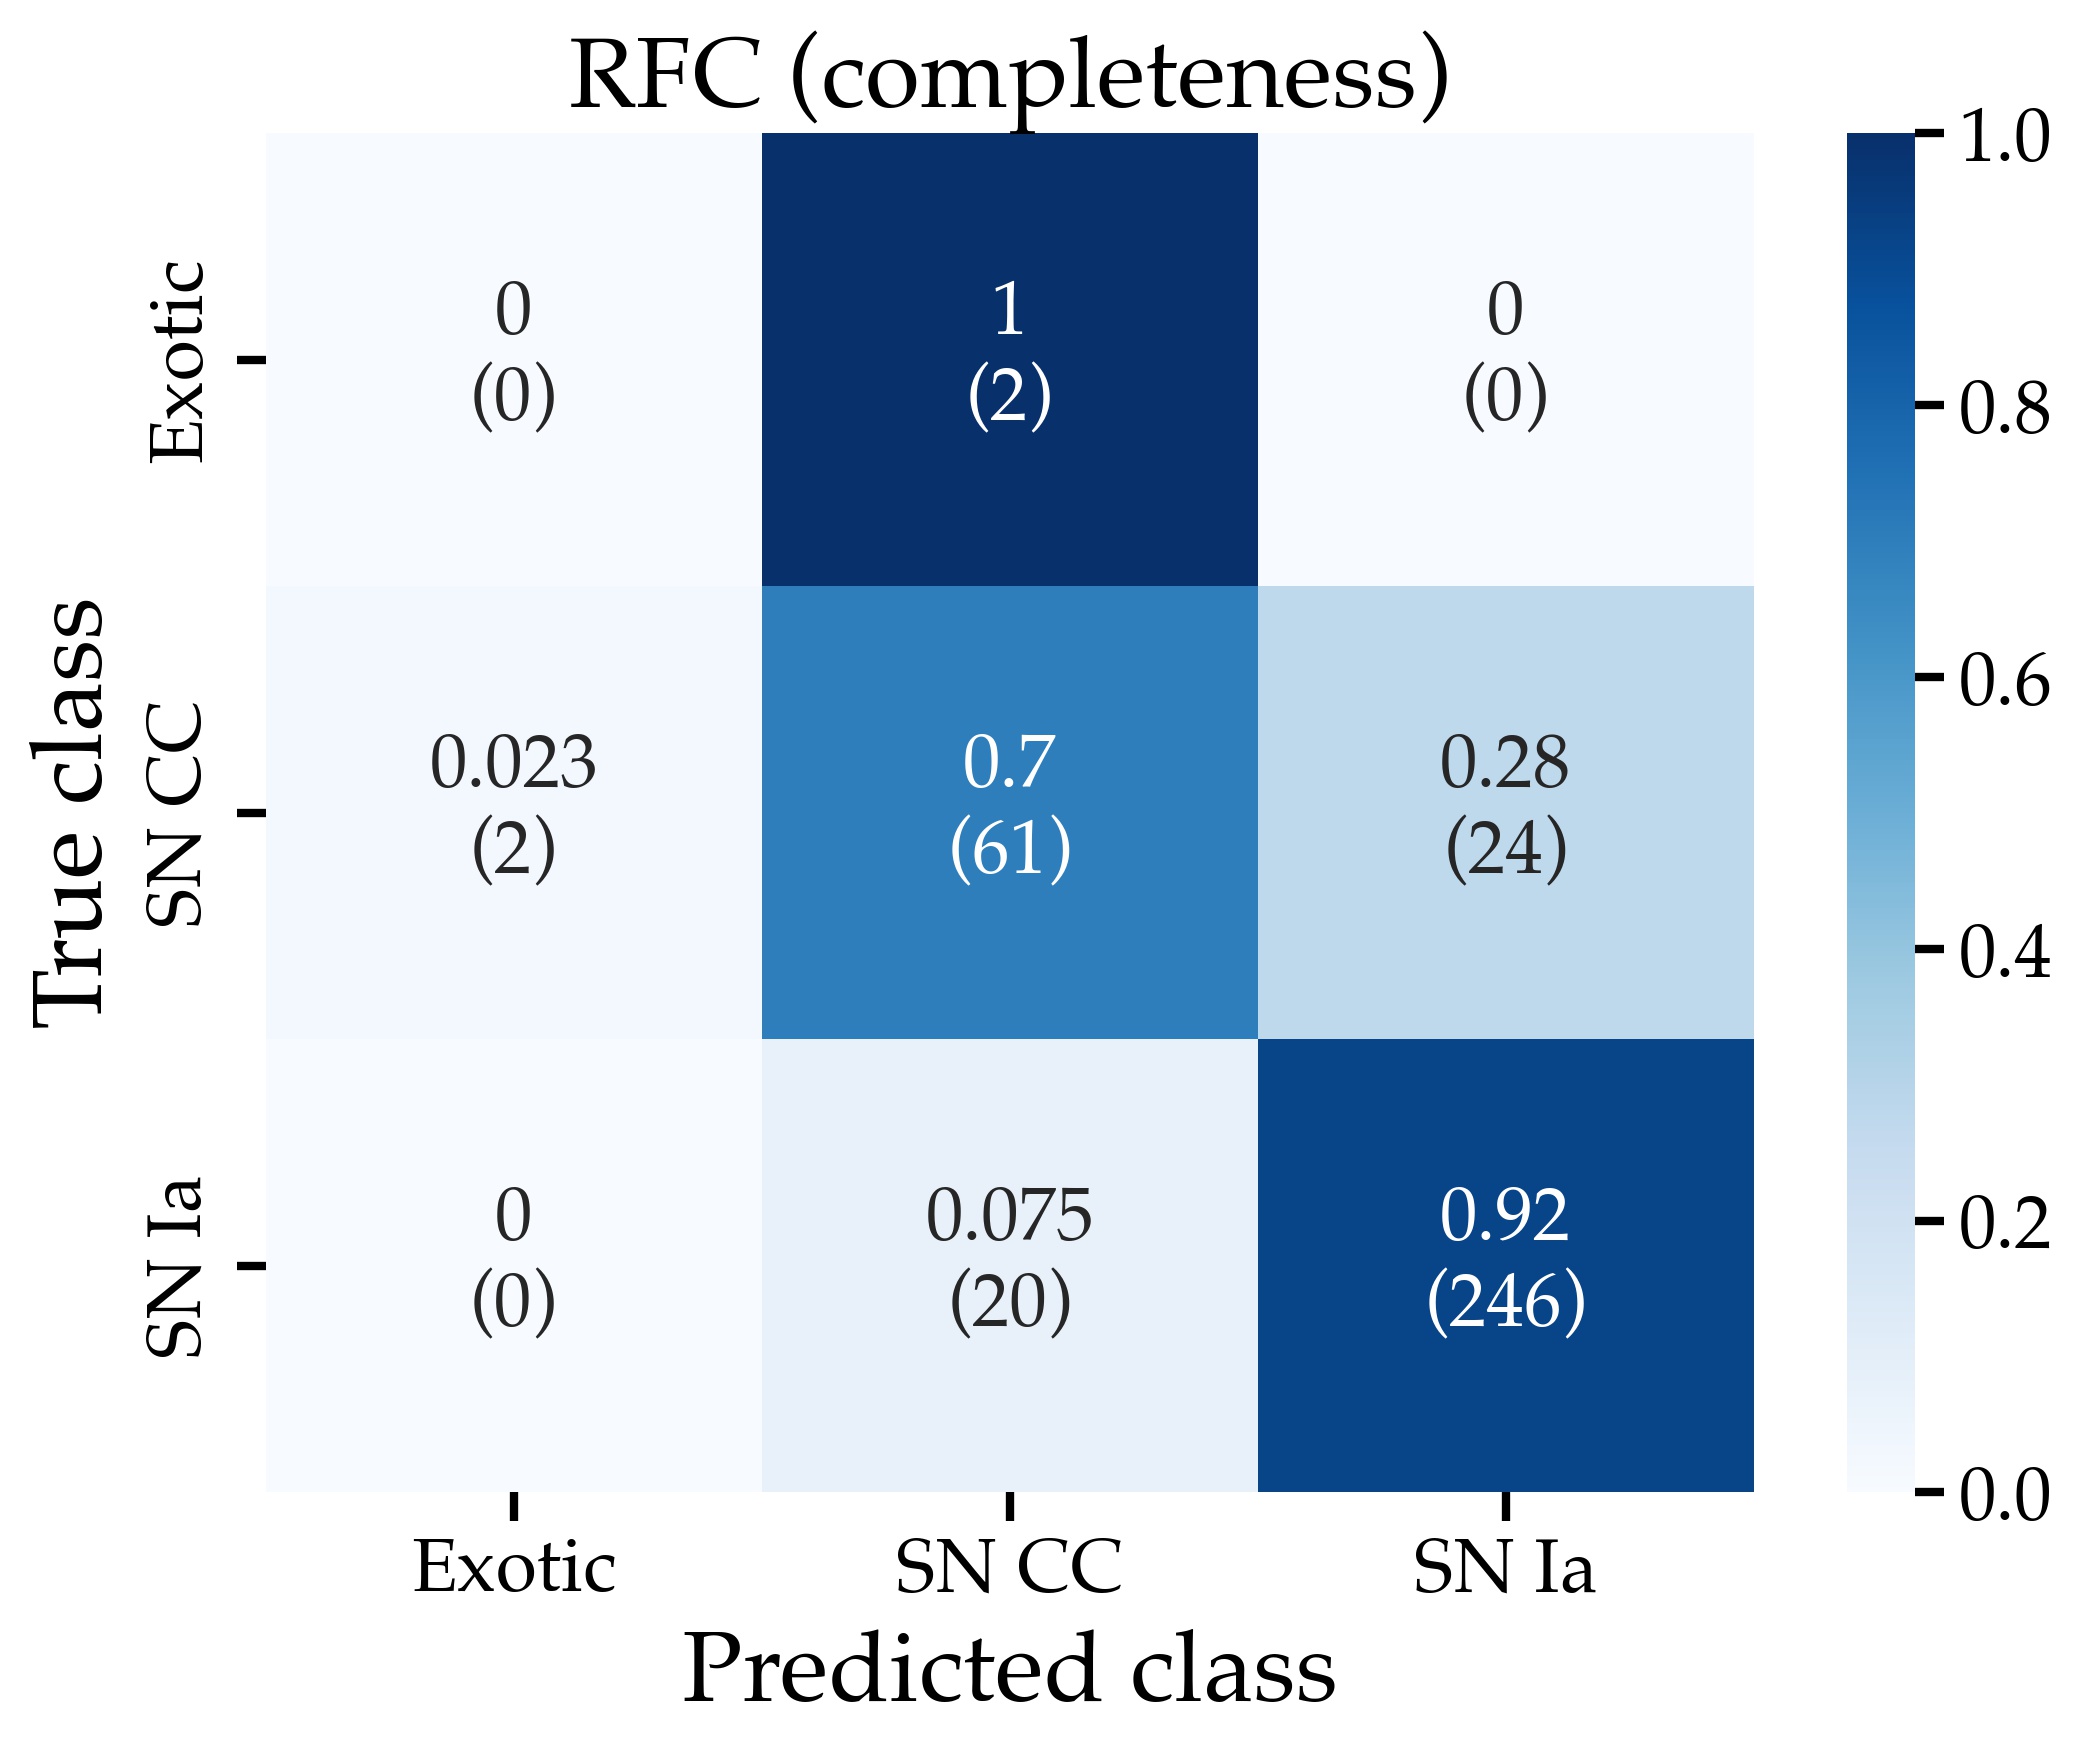 RFC (completeness)
True class
Exotic
SN CC
SN Ia
0
(0)
1
(2)
0
(0)
0.023
(2)
0.7
(61)
0.28
(24)
0
(0)
0.075
(20)
0.92
(246)
Exotic
SN CC
SN Ia
Predicted class
1.0
0.8
0.6
0.4
0.2
0.0